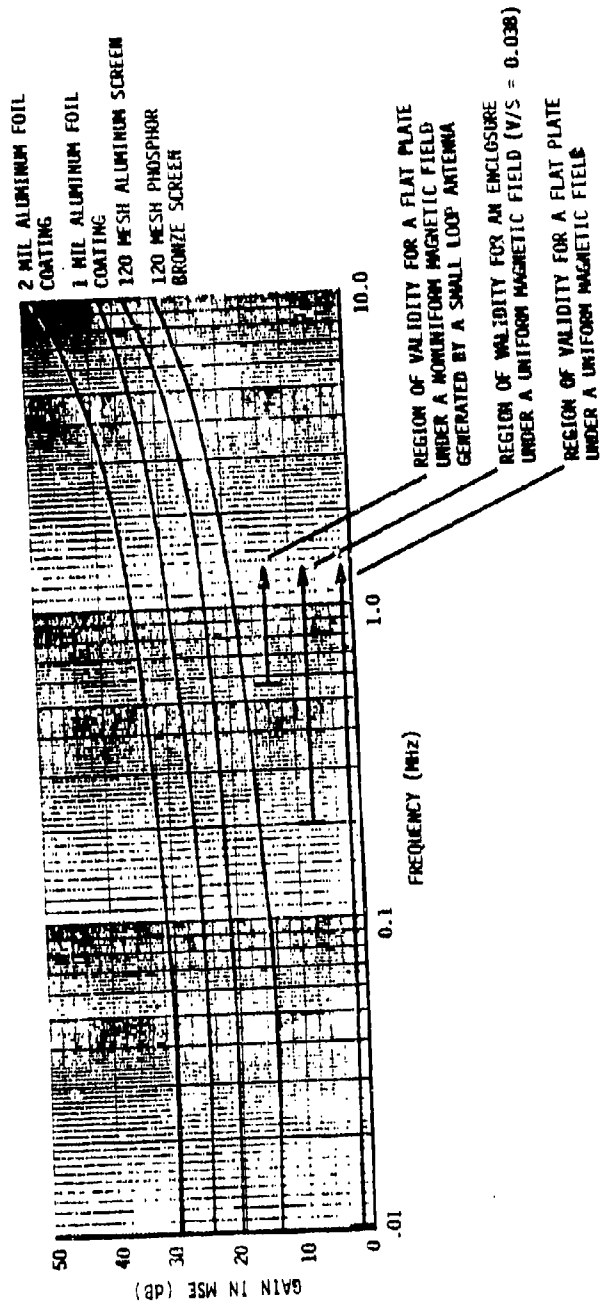 2 MIL ALUMINUM FOIL
COATING
1 MIL ALUMINUM FOIL
COATING
120 MESH ALUMINUM SCREEN
120 MESH PHOSPHOR
BRONZE SCREEN
GAIN IN MSE (dB)
50
40
30
20
10
0
.01
0.1
1.0
10.0
FREQUENCY (MHz)
REGION OF VALIDITY FOR A FLAT PLATE
UNDER A NONUNIFORM MAGNETIC FIELD
GENERATED BY A SMALL LOOP ANTENNA
REGION OF VALIDITY FOR AN ENCLOSURE
UNDER A UNIFORM MAGNETIC FIELD (V/S = 0.038)
REGION OF VALIDITY FOR A FLAT PLATE
UNDER A UNIFORM MAGNETIC FIELD